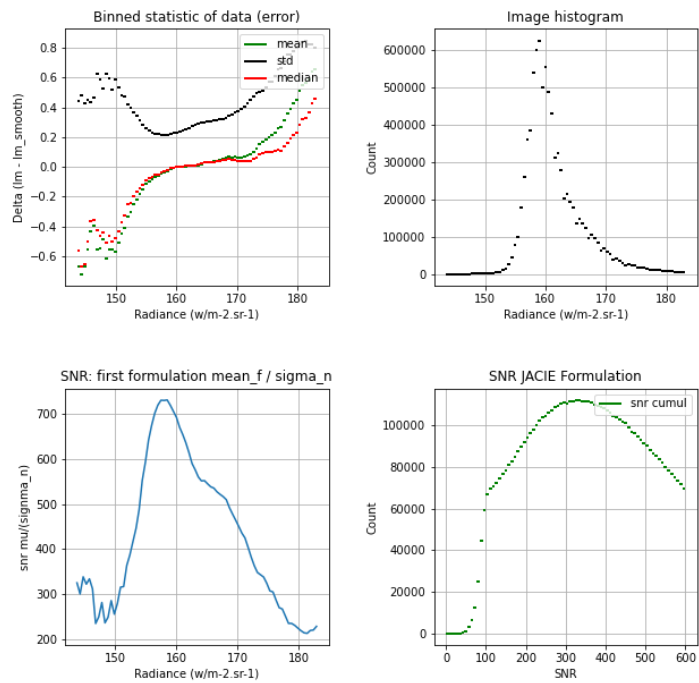 Binned statistic of data (error)
0.8
0.6
0.4
0.2
0.0
−0.2
−0.4
−0.6
Delta (Im - Im_smooth)
mean
std
median
150
160
170
180
Radiance (w/m-2.sr-1)
Image histogram
600000
500000
400000
300000
200000
100000
0
Count
150
160
170
180
Radiance (w/m-2.sr-1)
SNR: first formulation mean_f / sigma_n
700
600
500
400
300
200
snr mu/(signma_n)
150
160
170
180
Radiance (w/m-2.sr-1)
SNR JACIE Formulation
100000
80000
60000
40000
20000
0
Count
snr cumul
0
100
200
300
400
500
600
SNR